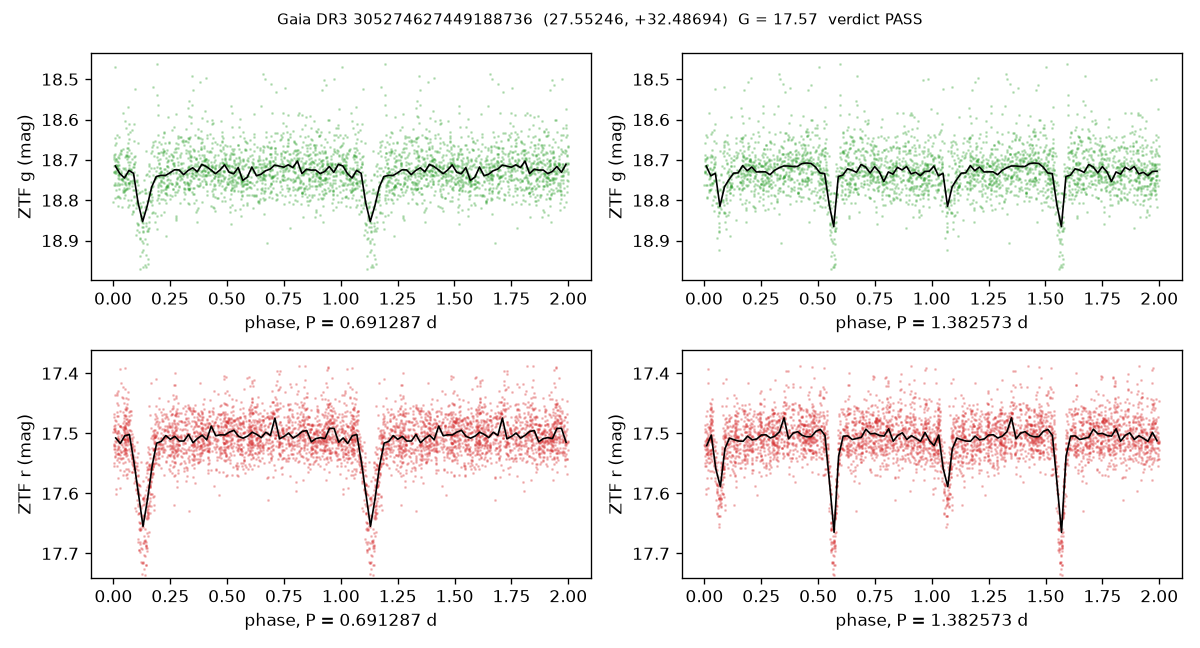 Gaia DR3 305274627449188736 (27.55246, +32.48694) G = 17.57 verdict PASS
ZTF g (mag)
18.5
18.6
18.7
18.8
18.9
0.00 0.25 0.50 0.75 1.00 1.25 1.50 1.75 2.00
phase, P = 0.691287 d
ZTF g (mag)
18.5
18.6
18.7
18.8
18.9
0.00 0.25 0.50 0.75 1.00 1.25 1.50 1.75 2.00
phase, P = 1.382573 d
ZTF r (mag)
17.4
17.5
17.6
17.7
0.00 0.25 0.50 0.75 1.00 1.25 1.50 1.75 2.00
phase, P = 0.691287 d
ZTF r (mag)
17.4
17.5
17.6
17.7
0.00 0.25 0.50 0.75 1.00 1.25 1.50 1.75 2.00
phase, P = 1.382573 d